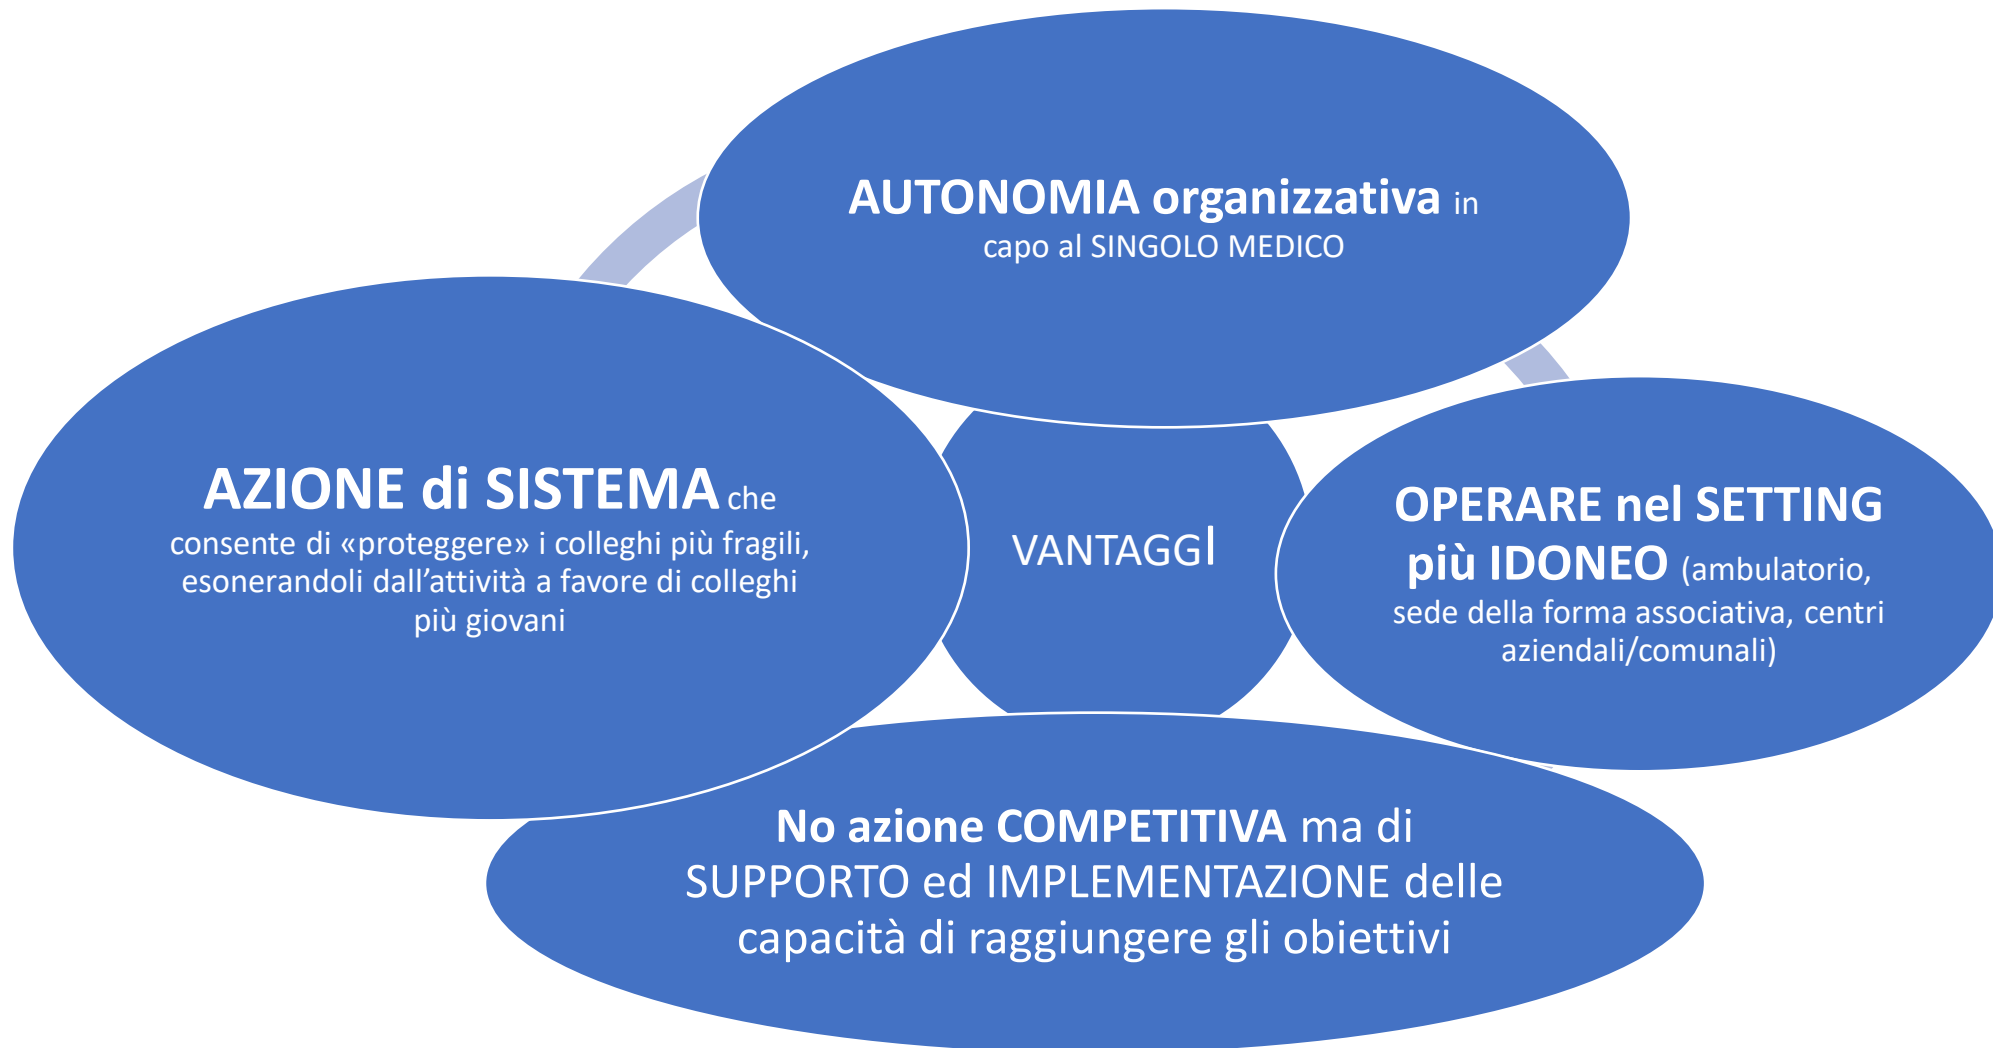 AUTONOMIA organizzativa in
capo al SINGOLO MEDICO
AZIONE di SISTEMA che
consente di «proteggere» i colleghi più fragili,
esonerandoli dall’attività a favore di colleghi
più giovani
VANTAGGI
OPERARE nel SETTING
più IDONEO (ambulatorio,
sede della forma associativa, centri
aziendali/comunali)
No azione COMPETITIVA ma di
SUPPORTO ed IMPLEMENTAZIONE delle
capacità di raggiungere gli obiettivi